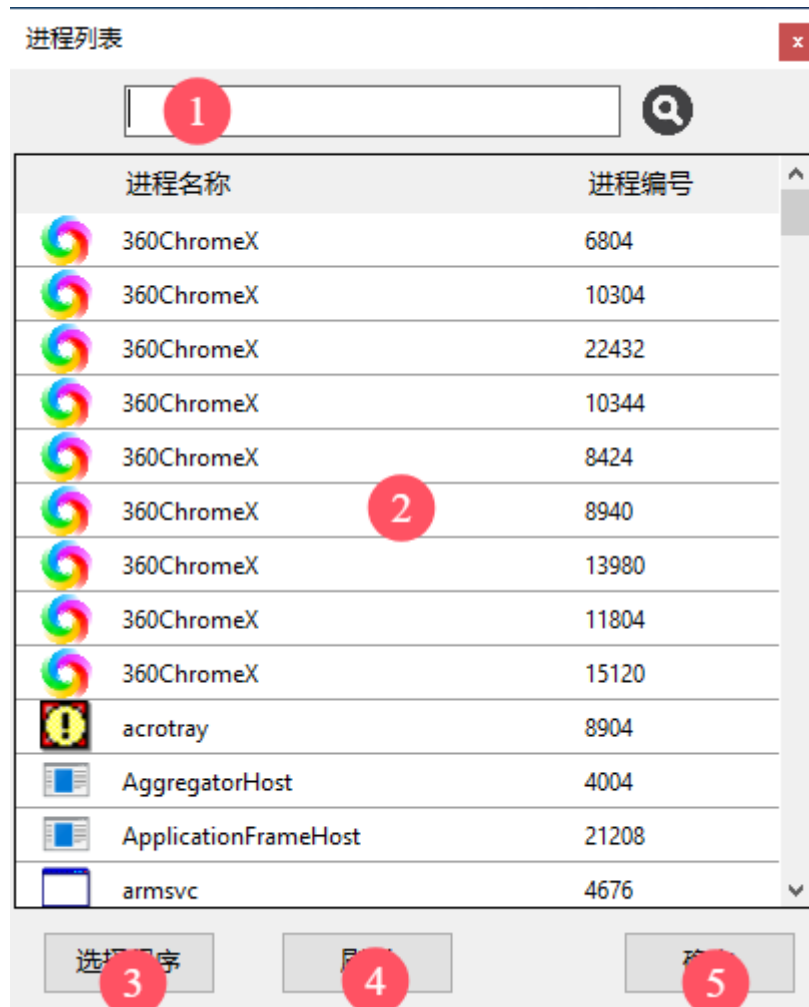 进程列表
x
1
进程名称 进程编号
360ChromeX 6804
360ChromeX 10304
360ChromeX 22432
360ChromeX 10344
360ChromeX 8424
360ChromeX 8940
2
360ChromeX 13980
360ChromeX 11804
360ChromeX 15120
acrotray 8904
AggregatorHost 4004
ApplicationFrameHost 21208
armsvc 4676
3
4
5